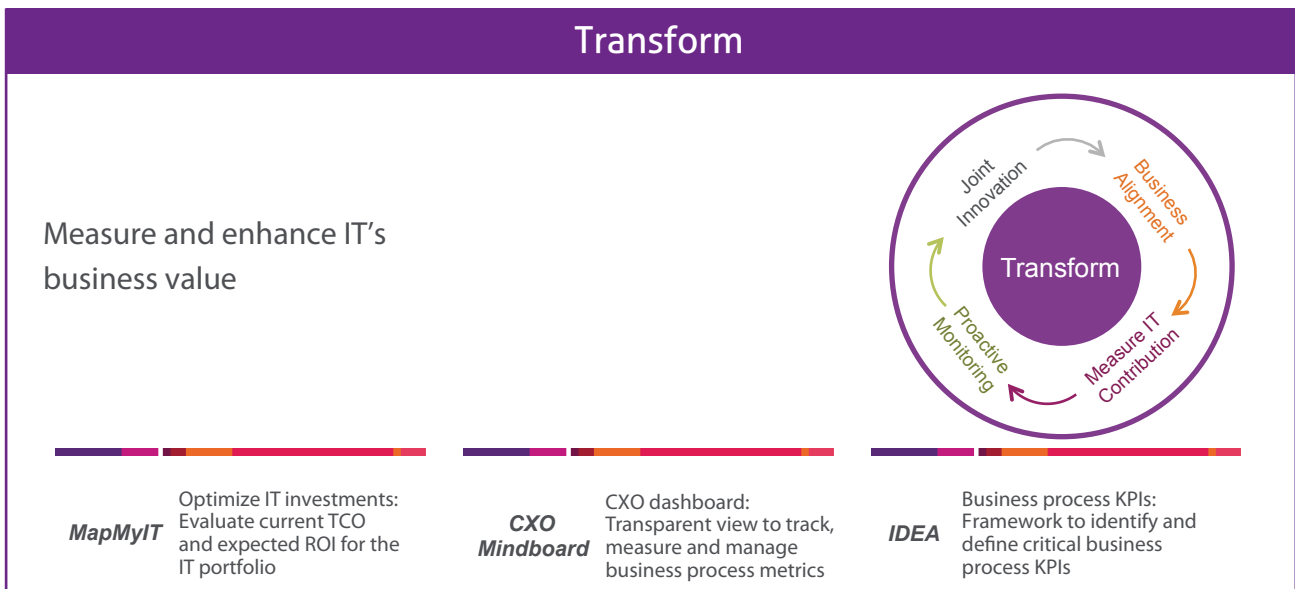 Transform
Measure and enhance IT's
business value
Joint
Innovation
Business
Alignment
Transform
Measure IT
Contribution
Proactive
Monitoring
MapMyIT
Optimize IT investments:
Evaluate current TCO
and expected ROI for the
IT portfolio
CXO
Mindboard
CXO dashboard:
Transparent view to track,
measure and manage
business process metrics
IDEA
Business process KPIs:
Framework to identify and
define critical business
process KPIs